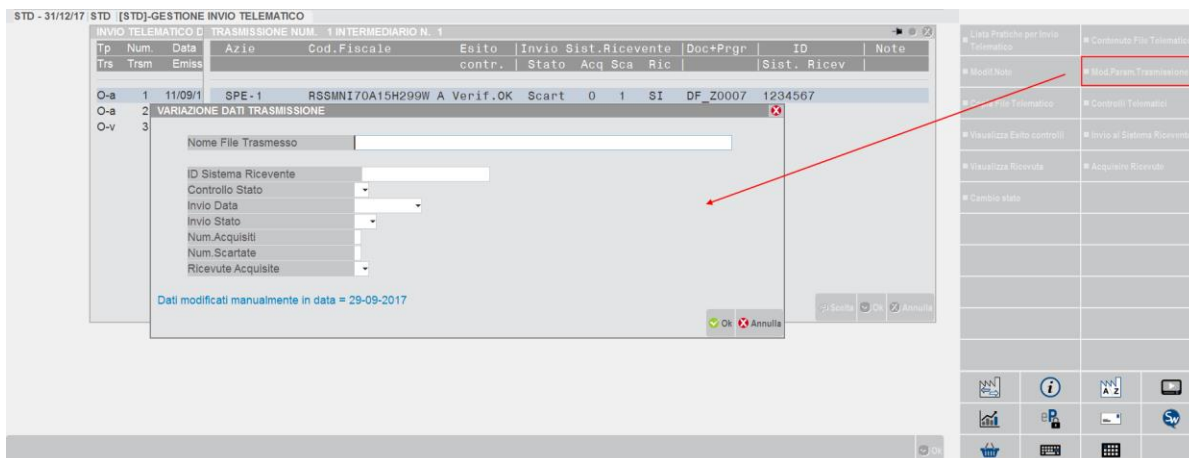 STD - 31/12/17 STD [STD]-GESTIONE INVIO TELEMATICO
INVIO TELEMATICO D TRASMISSIONE NUM. 1 INTERMEDIARIO N. 1
Tp Num. Data Azie Cod.Fiscale Esito |Invio Sist.Ricevente |Doc+Prgr | ID | Note
Trs Trsm Emiss contr. | Stato Acq Sca Ric | |Sist. Ricev |
O-a 1 11/09/1 SPE-1 RSSMNI70A15H299W A Verif.OK Scart 0 1 SI DF_Z0007 1234567
O-a 2
O-v 3
VARIAZIONE DATI TRASMISSIONE
Nome File Trasmesso
ID Sistema Ricevente
Controllo Stato
Invio Data
Invio Stato
Num.Acquisiti
Num.Scartate
Ricevute Acquisite
Dati modificati manualmente in data = 29-09-2017
Ok Annulla
Scelta Ok Annulla
Lista Pratiche per Invio Telematico
Contenuto File Telematico
Modif.Note
Mod.Param.Trasmissione
File Telematico
Controlli Telematici
Visualizza Esito controlli
Invio al Sistema Ricevente
Visualizza Ricevute
Acquisire Ricevute
Cambio stato
A Z
eP
Sw
Ok